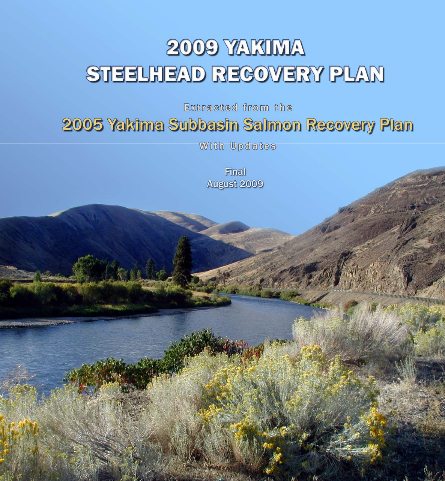 2009 YAKIMA
STEELHEAD RECOVERY PLAN
Extracted from the
2005 Yakima Subbasin Salmon Recovery Plan
With Updates
Final
August 2009